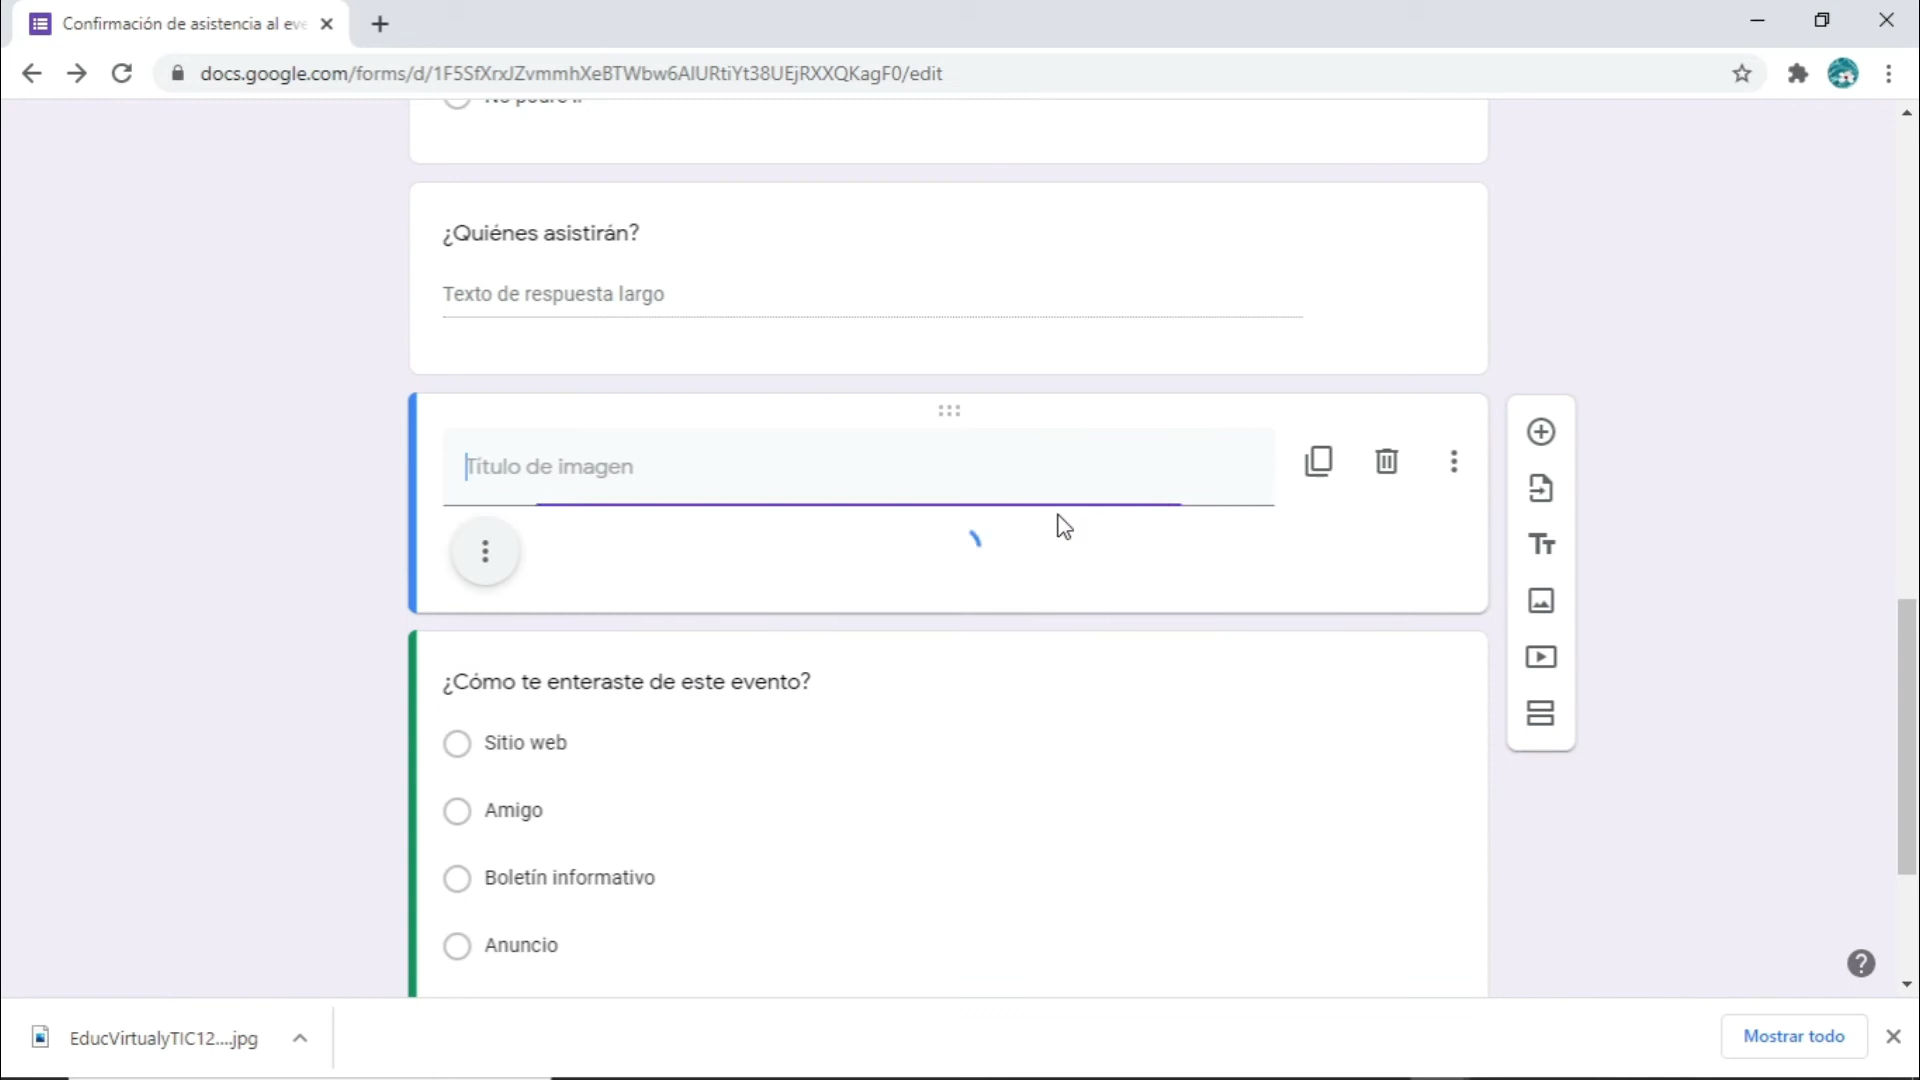 Confirmación de asistencia al eve
docs.google.com/forms/d/1F5SfXrxJZvmmhXeBTWbw6AlURtiYt38UEjRXXQKagF0/edit
¿Quiénes asistirán?
Texto de respuesta largo
Título de imagen
¿Cómo te enteraste de este evento?
Sitio web
Amigo
Boletín informativo
Anuncio
EducVirtualyTIC12....jpg
Mostrar todo